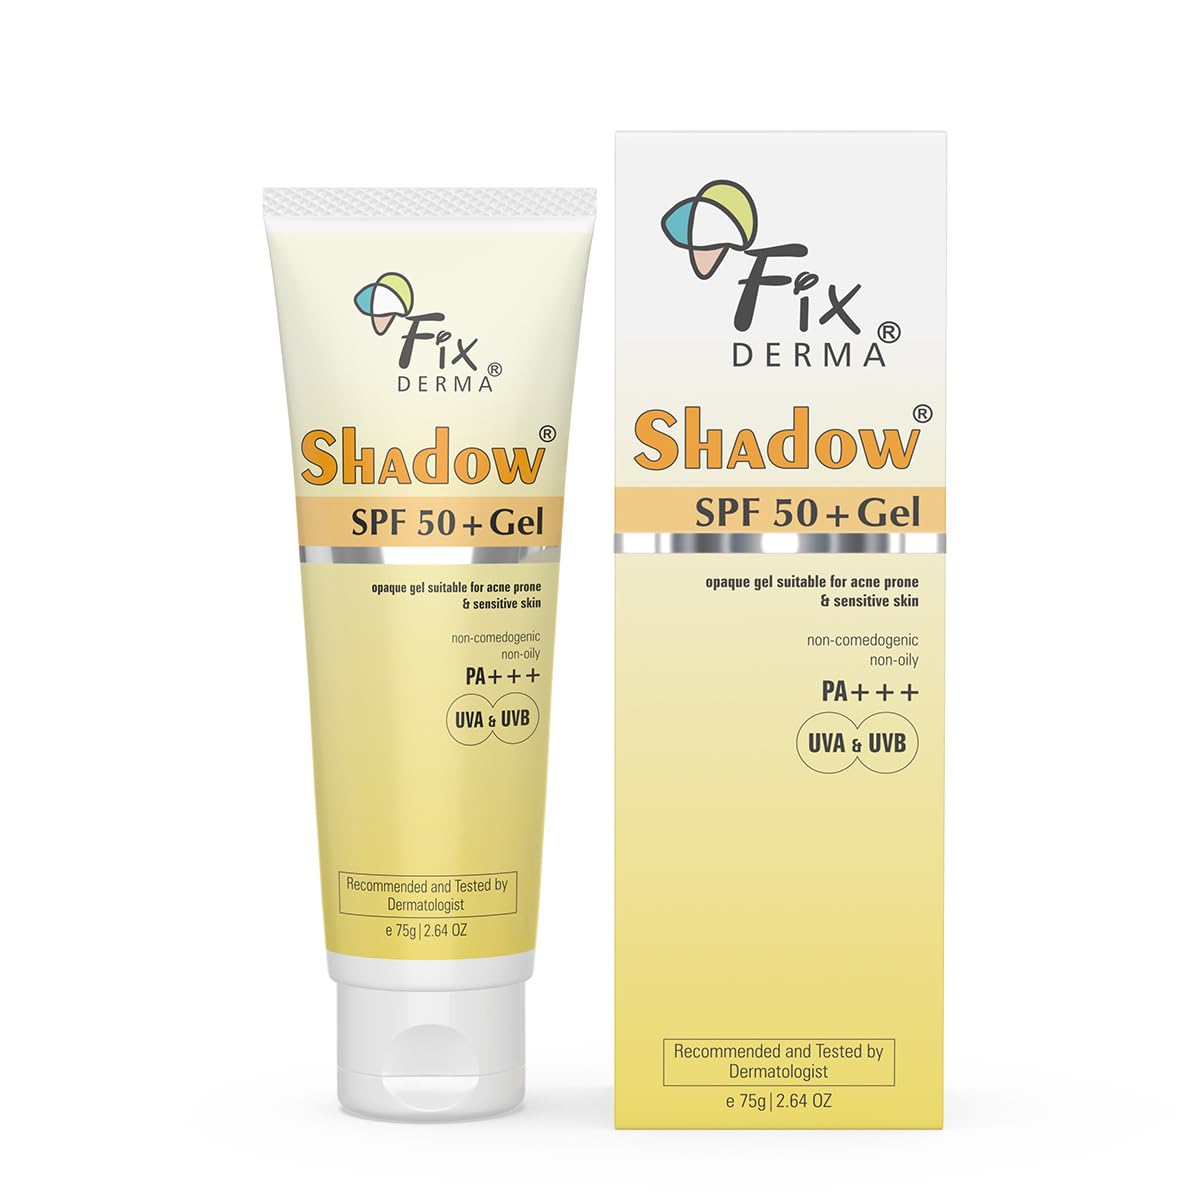 Fix
DERMA®
Shadow®
SPF 50+ Gel
opaque gel suitable for acne prone
& sensitive skin
non-comedogenic
non-oily
PA+++
UVA & UVB
Recommended and Tested by
Dermatologist
e 75g | 2.64 OZ
Fix
DERMA®
Shadow®
SPF 50+ Gel
opaque gel suitable for acne prone
& sensitive skin
non-comedogenic
non-oily
PA+++
UVA & UVB
Recommended and Tested by
Dermatologist
e 75g | 2.64 OZ